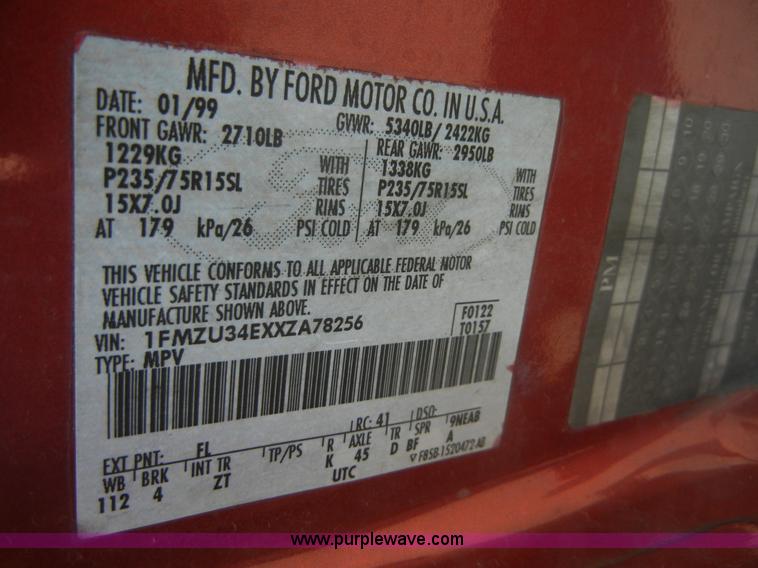 MFD. BY FORD MOTOR CO. IN U.S.A.
DATE: 01/99 GVWR: 5340LB/ 2422KG
FRONT GAWR: 2710LB REAR GAWR: 2950LB
1229KG WITH 1338KG WITH
P235/75R15SL TIRES P235/75R15SL TIRES
15X7.0J RIMS 15X7.0J RIMS
AT 179 kPa/26 PSI COLD AT 179 kPa/26 PSI COLD
THIS VEHICLE CONFORMS TO ALL APPLICABLE FEDERAL MOTOR
VEHICLE SAFETY STANDARDS IN EFFECT ON THE DATE OF
MANUFACTURE SHOWN ABOVE.
F0122
VIN: 1FMZU34EXXZA78256 T0157
TYPE: MPV
EXT PNT: FL RC: 41 DSO: 9NEAB
WB BRK INT TR TP/PS R AXLE TR SPR A
112 4 ZT K 45 D BF
UTC F85B-1520472-AB
PM
www.purplewave.com